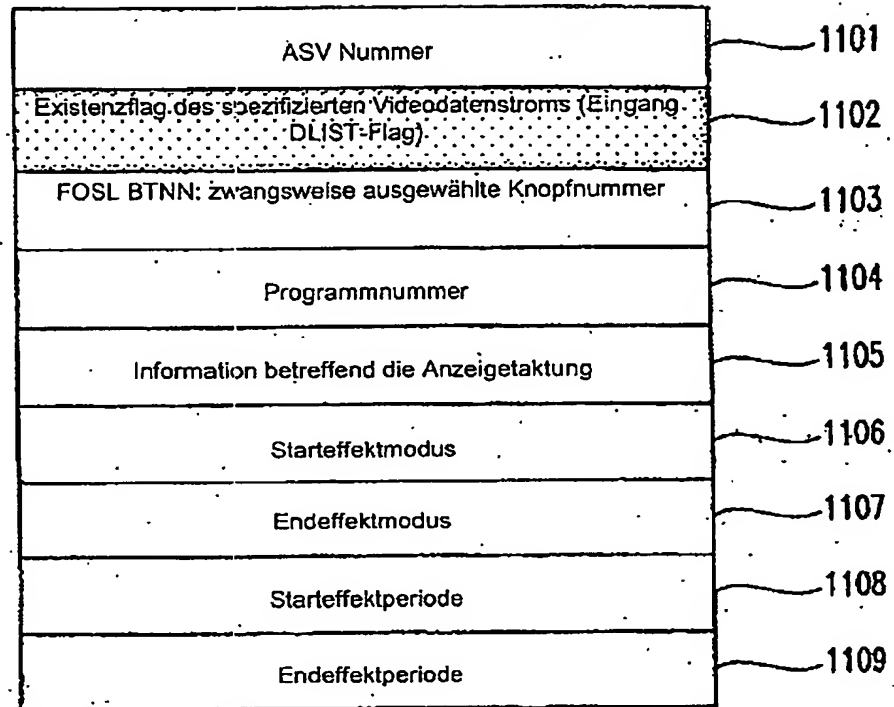 ASV Nummer
1101
Existenzflag des spezifizierten Videodatenstroms (Eingang
DLIST-Flag)
1102
FOSL BTNN: zwangsweise ausgewählte Knopfnummer
1103
Programmnummer
1104
Information betreffend die Anzeigetaktung
1105
Starteffektmodus
1106
Endeffektmodus
1107
Starteffektperiode
1108
Endeffektperiode
1109